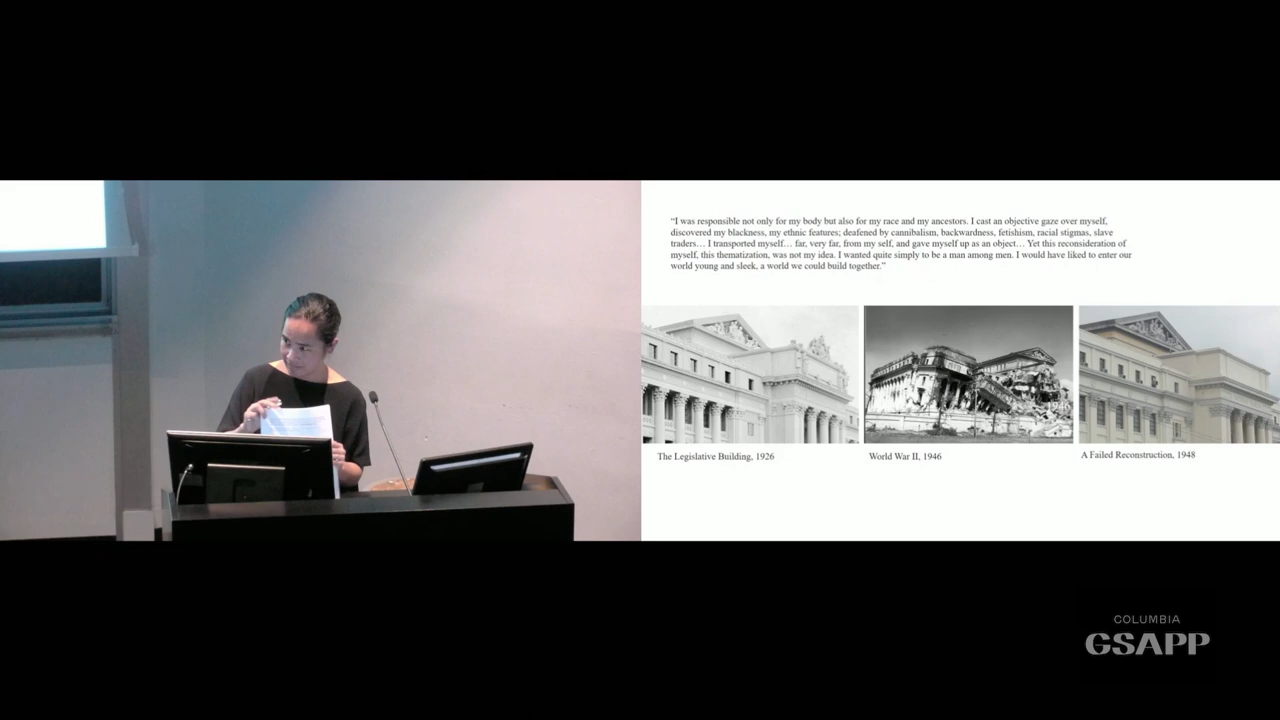 “I was responsible not only for my body but also for my race and my ancestors. I cast an objective gaze over myself,
discovered my blackness, my ethnic features; deafened by cannibalism, backwardness, fetishism, racial stigmas, slave
traders… I transported myself… far, very far, from my self, and gave myself up as an object… Yet this reconsideration of
myself, this thematization, was not my idea. I wanted quite simply to be a man among men. I would have liked to enter our
world young and sleek, a world we could build together.”
The Legislative Building, 1926
World War II, 1946
A Failed Reconstruction, 1948
COLUMBIA
GSAPP